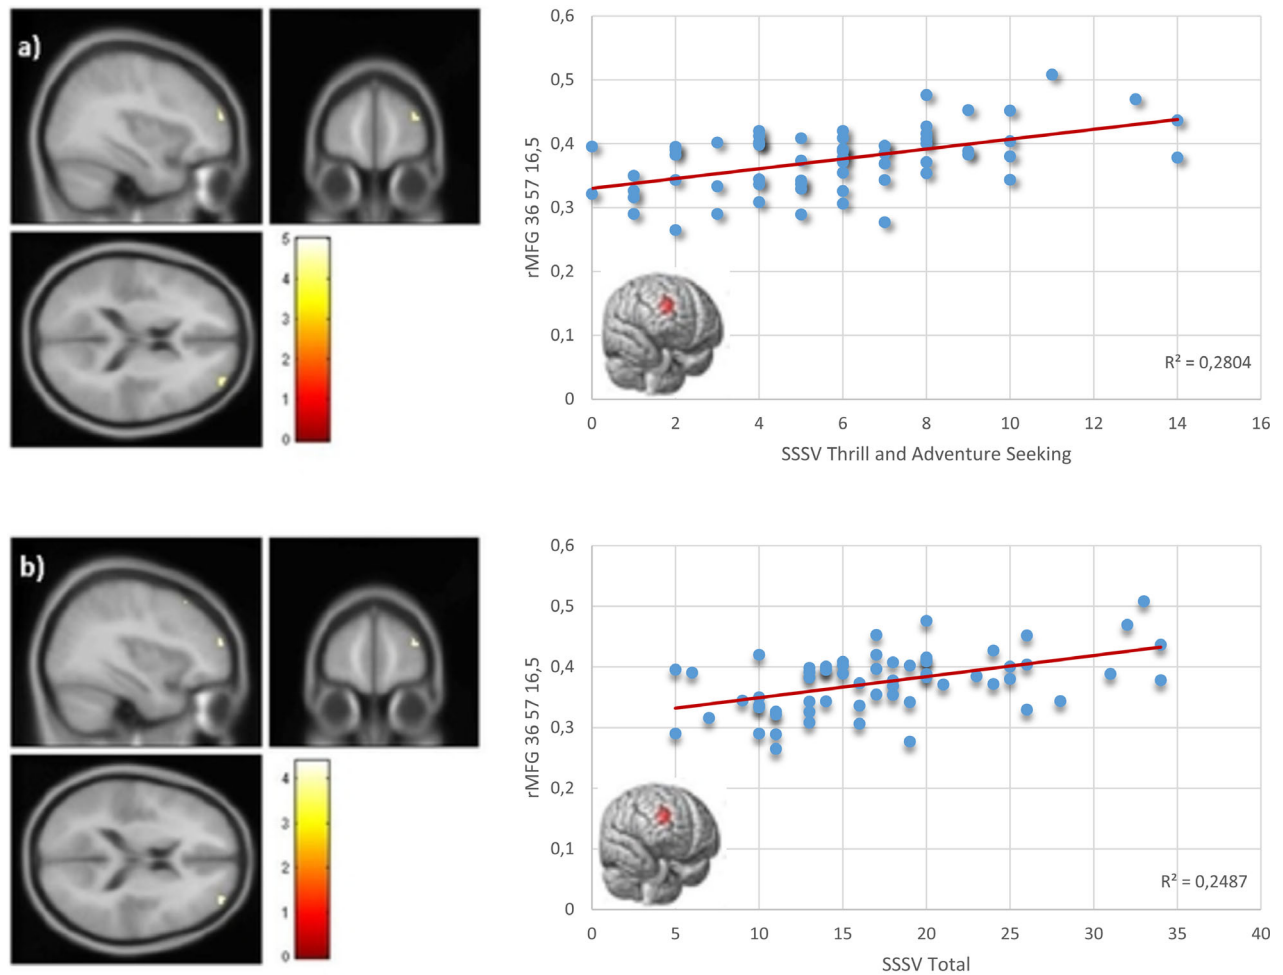 a)
5
4
3
2
1
0
0,6
0,5
0,4
0,3
0,2
0,1
0
rMFG 36 57 16,5
R² = 0,2804
0 2 4 6 8 10 12 14 16
SSSV Thrill and Adventure Seeking
b)
4
3
2
1
0
0,6
0,5
0,4
0,3
0,2
0,1
0
rMFG 36 57 16,5
R² = 0,2487
0 5 10 15 20 25 30 35 40
SSSV Total